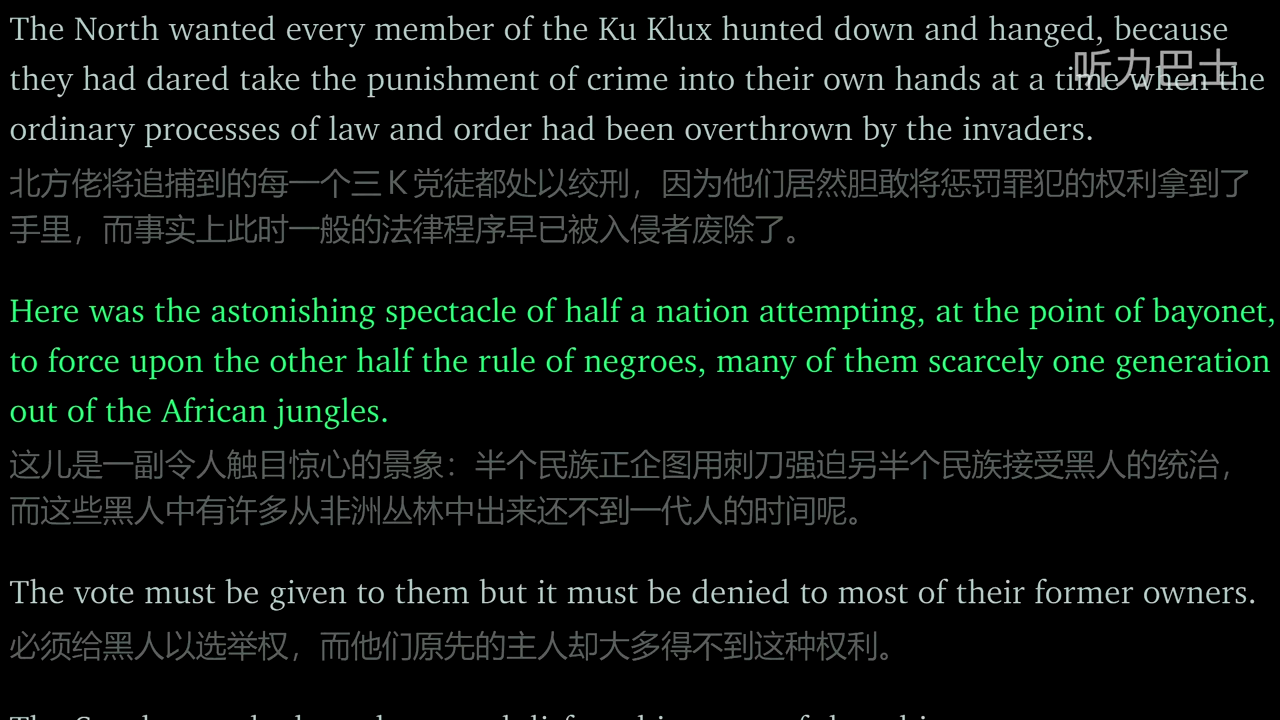 The North wanted every member of the Ku Klux hunted down and hanged, because
听力巴士
they had dared take the punishment of crime into their own hands at a time when the
ordinary processes of law and order had been overthrown by the invaders.
北方佬将追捕到的每一个三K党徒都处以绞刑，因为他们居然胆敢将惩罚罪犯的权利拿到了
手里，而事实上此时一般的法律程序早已被入侵者废除了。
Here was the astonishing spectacle of half a nation attempting, at the point of bayonet,
to force upon the other half the rule of negroes, many of them scarcely one generation
out of the African jungles.
这儿是一副令人触目惊心的景象：半个民族正企图用刺刀强迫另半个民族接受黑人的统治，
而这些黑人中有许多从非洲丛林中出来还不到一代人的时间呢。
The vote must be given to them but it must be denied to most of their former owners.
必须给黑人以选举权，而他们原先的主人却大多得不到这种权利。